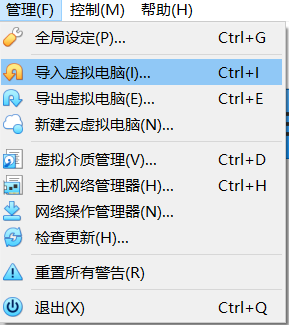 管理(F) 控制(M) 帮助(H)
全局设定(P)... Ctrl+G
导入虚拟电脑(I)... Ctrl+I
导出虚拟电脑(E)... Ctrl+E
新建云虚拟电脑(N)...
虚拟介质管理(V)... Ctrl+D
主机网络管理器(H)... Ctrl+H
网络操作管理器(N)...
检查更新(H)...
重置所有警告(R)
退出(X) Ctrl+Q